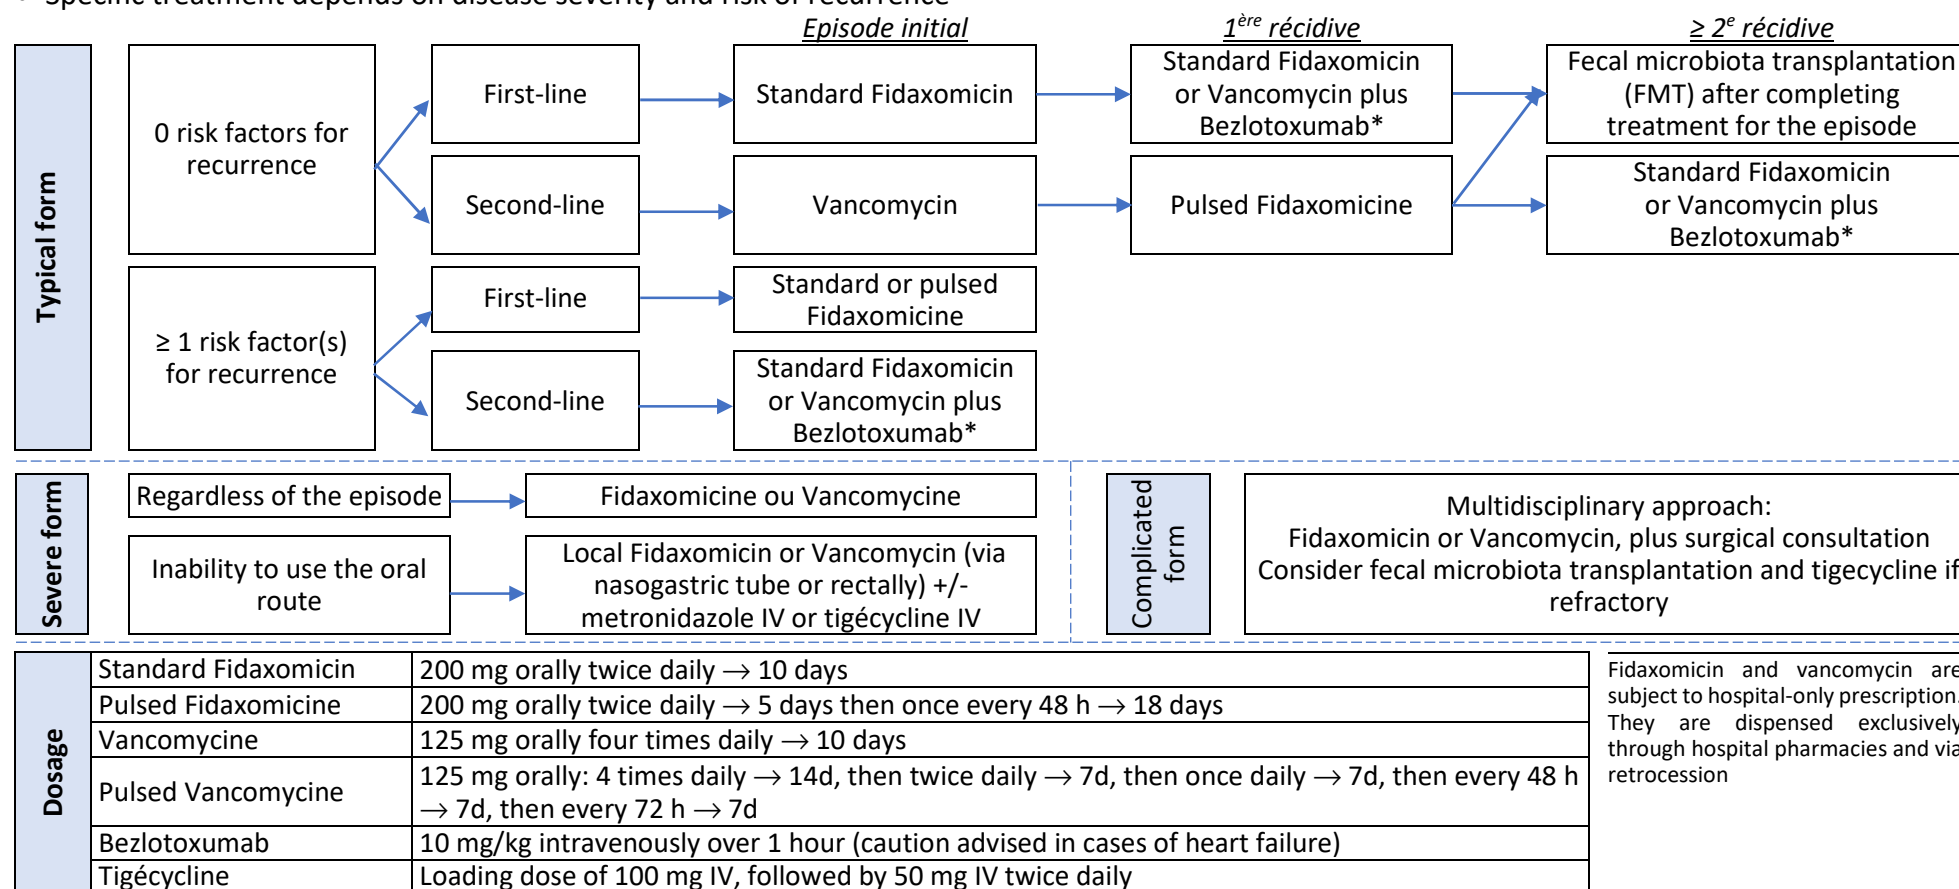 Specific treatment depends on disease severity and risk of recurrence
Episode initial
1ère récidive
≥ 2e récidive
Typical form
0 risk factors for
recurrence
First-line
Standard Fidaxomicin
Standard Fidaxomicin
or Vancomycin plus
Bezlotoxumab*
Fecal microbiota transplantation
(FMT) after completing
treatment for the episode
Second-line
Vancomycin
Pulsed Fidaxomicine
Standard Fidaxomicin
or Vancomycin plus
Bezlotoxumab*
≥ 1 risk factor(s)
for recurrence
First-line
Standard or pulsed
Fidaxomicine
Second-line
Standard Fidaxomicin
or Vancomycin plus
Bezlotoxumab*
Severe form
Regardless of the episode
Fidaxomicine ou Vancomycine
Inability to use the oral
route
Local Fidaxomicin or Vancomycin (via
nasogastric tube or rectally) +/-
metronidazole IV or tigécycline IV
Complicated
form
Multidisciplinary approach:
Fidaxomicin or Vancomycin, plus surgical consultation
Consider fecal microbiota transplantation and tigecycline if
refractory
Dosage
Standard Fidaxomicin
200 mg orally twice daily → 10 days
Pulsed Fidaxomicine
200 mg orally twice daily → 5 days then once every 48 h → 18 days
Vancomycine
125 mg orally four times daily → 10 days
Pulsed Vancomycine
125 mg orally: 4 times daily → 14d, then twice daily → 7d, then once daily → 7d, then every 48 h
→ 7d, then every 72 h → 7d
Bezlotoxumab
10 mg/kg intravenously over 1 hour (caution advised in cases of heart failure)
Tigécycline
Loading dose of 100 mg IV, followed by 50 mg IV twice daily
Fidaxomicin and vancomycin are
subject to hospital-only prescription.
They are dispensed exclusively
through hospital pharmacies and via
retrocession